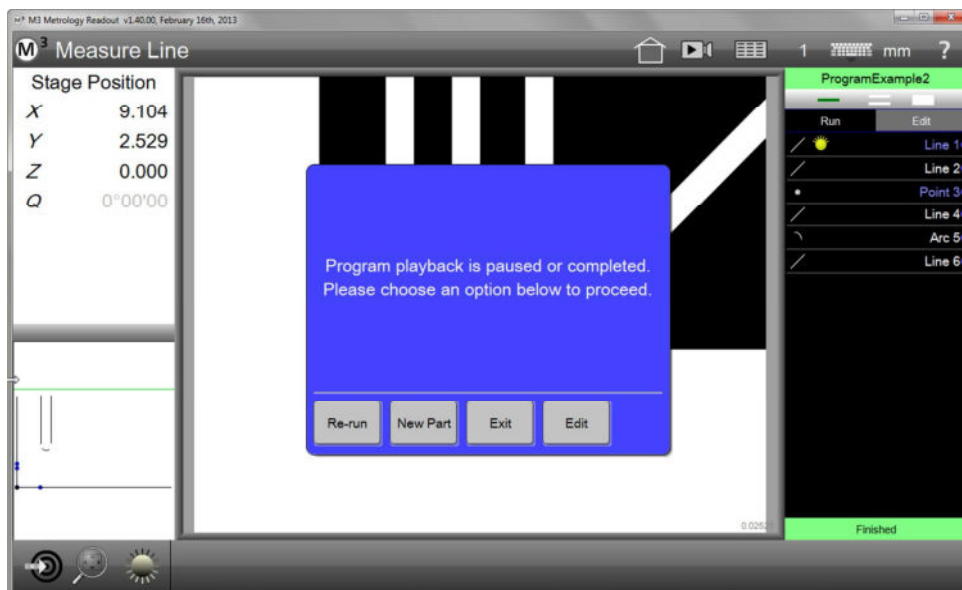 M³ M3 Metrology Readout v1.40.00, February 16th, 2013
M³ Measure Line
1
mm
?
Stage Position
X 9.104
Y 2.529
Z 0.000
Q 0°00'00
Program playback is paused or completed.
Please choose an option below to proceed.
Re-run New Part Exit Edit
ProgramExample2
Run Edit
Line 1
Line 2
Point 3
Line 4
Arc 5
Line 6
Finished